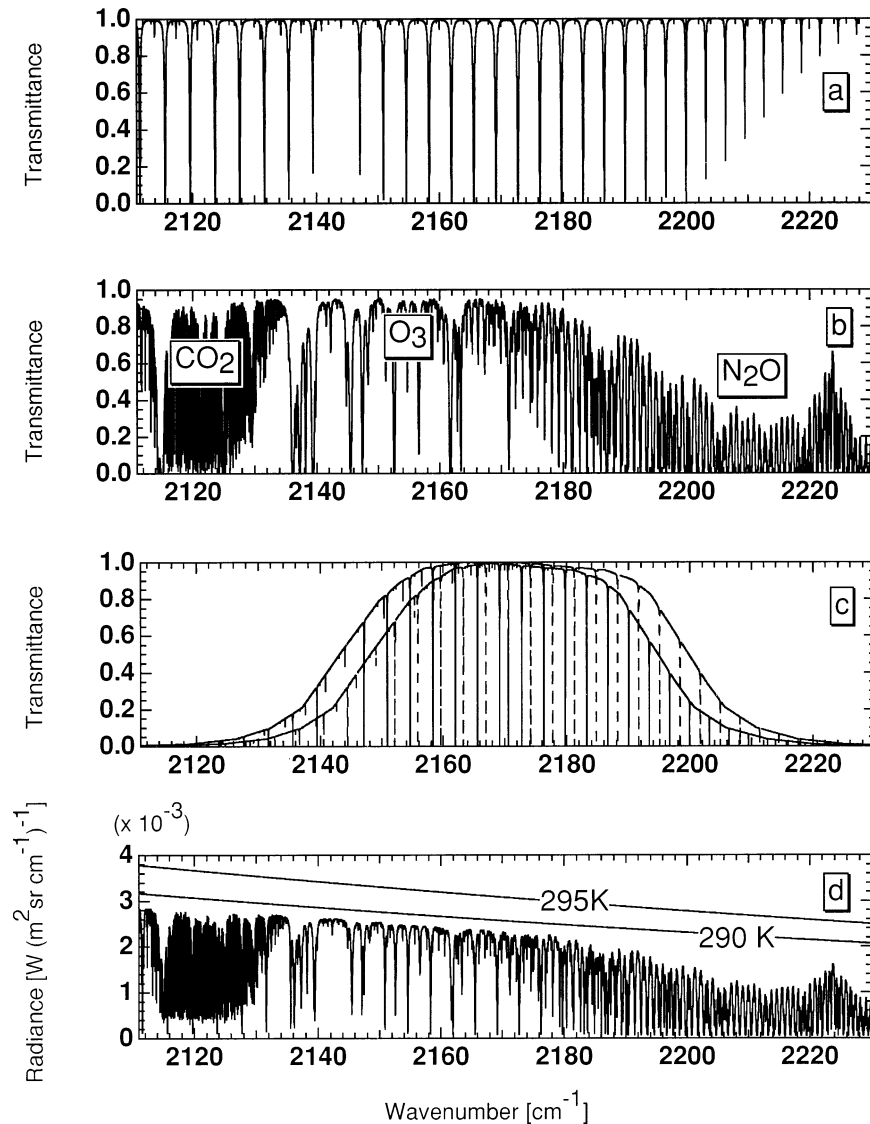 1.0
0.8
0.6
0.4
0.2
0.0
Transmittance
a
2120 2140 2160 2180 2200 2220
1.0
0.8
0.6
0.4
0.2
0.0
Transmittance
CO2
O3
N2O
b
2120 2140 2160 2180 2200 2220
1.0
0.8
0.6
0.4
0.2
0.0
Transmittance
c
2120 2140 2160 2180 2200 2220
(x 10-3)
4
3
2
1
0
Radiance [W (m2 sr cm-1)-1]
295K
290 K
d
2120 2140 2160 2180 2200 2220
Wavenumber [cm-1]